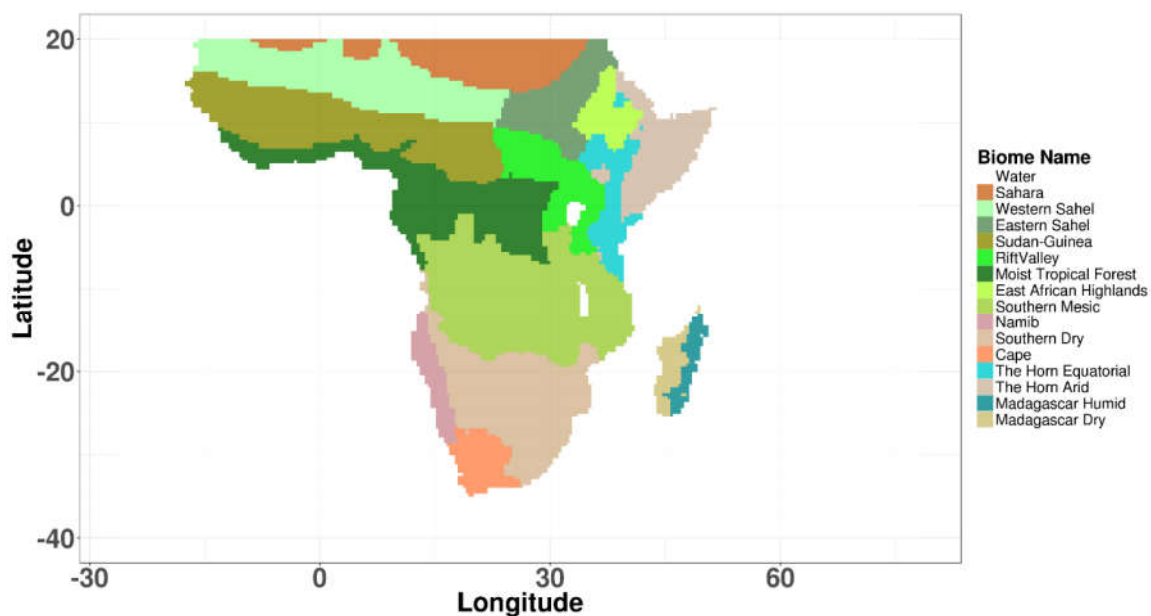 20
0
-20
-40
Latitude
-30
0
30
60
Longitude
Biome Name
Water
Sahara
Western Sahel
Eastern Sahel
Sudan-Guinea
RiftValley
Moist Tropical Forest
East African Highlands
Southern Mesic
Namib
Southern Dry
Cape
The Horn Equatorial
The Horn Arid
Madagascar Humid
Madagascar Dry